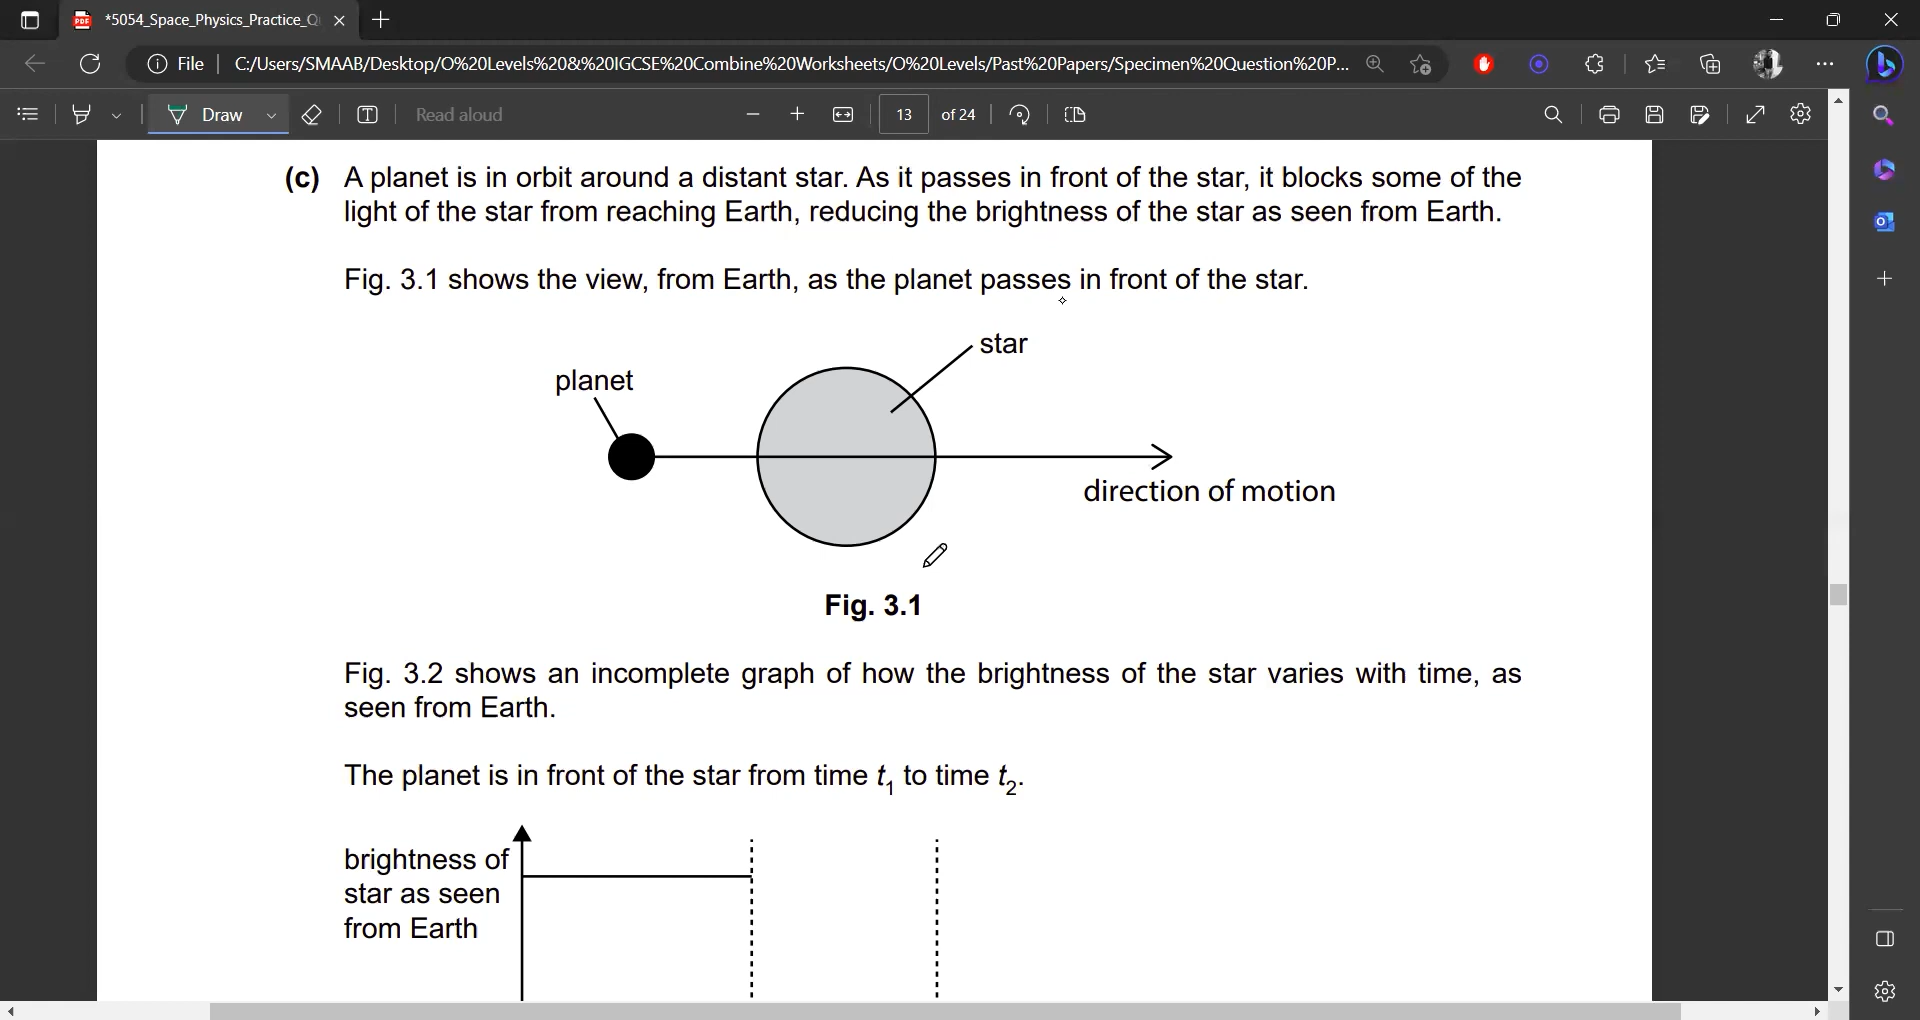 *5054_Space_Physics_Practice_Q
File
C:/Users/SMAAB/Desktop/O%20Levels%20&%20IGCSE%20Combine%20Worksheets/O%20Levels/Past%20Papers/Specimen%20Question%20P...
Draw
Read aloud
13 of 24
(c) A planet is in orbit around a distant star. As it passes in front of the star, it blocks some of the
light of the star from reaching Earth, reducing the brightness of the star as seen from Earth.
Fig. 3.1 shows the view, from Earth, as the planet passes in front of the star.
star
planet
direction of motion
Fig. 3.1
Fig. 3.2 shows an incomplete graph of how the brightness of the star varies with time, as
seen from Earth.
The planet is in front of the star from time t₁ to time t₂.
brightness of
star as seen
from Earth